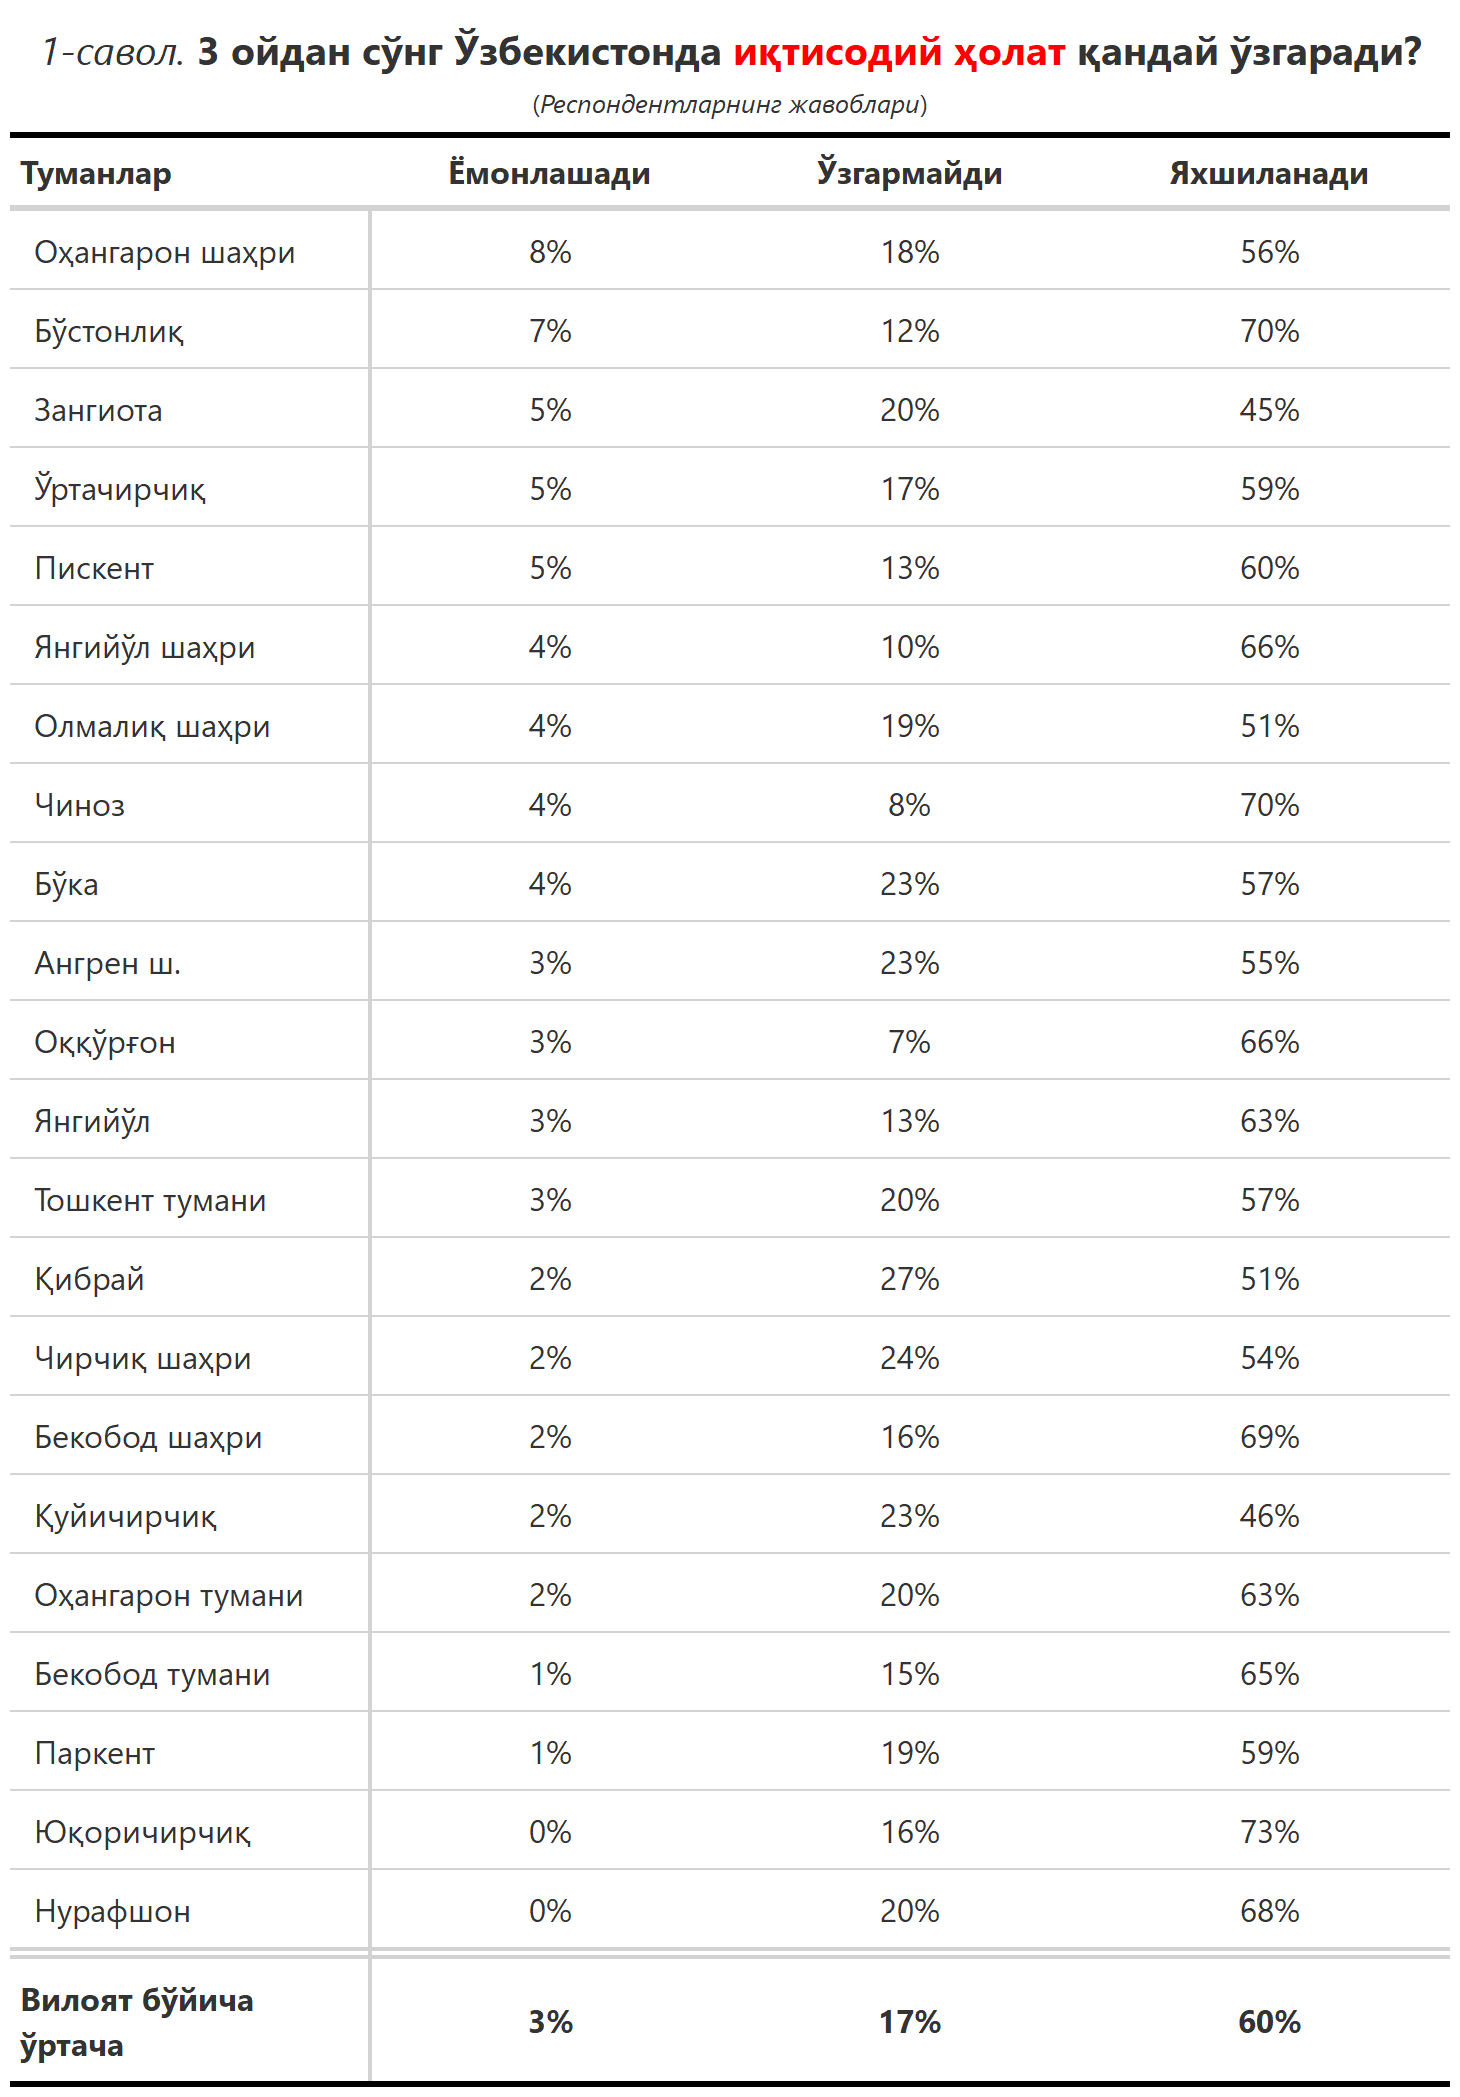 1-савол. 3 ойдан сўнг Ўзбекистонда иқтисодий ҳолат қандай ўзгаради?
(Респондентларнинг жавоблари)
Туманлар Ёмонлашади Ўзгармайди Яхшиланади
Оҳангарон шаҳри 8% 18% 56%
Бўстонлиқ 7% 12% 70%
Зангиота 5% 20% 45%
Ўртачирчиқ 5% 17% 59%
Пискент 5% 13% 60%
Янгийўл шаҳри 4% 10% 66%
Олмалиқ шаҳри 4% 19% 51%
Чиноз 4% 8% 70%
Бўка 4% 23% 57%
Ангрен ш. 3% 23% 55%
Оққўрғон 3% 7% 66%
Янгийўл 3% 13% 63%
Тошкент тумани 3% 20% 57%
Қибрай 2% 27% 51%
Чирчиқ шаҳри 2% 24% 54%
Бекобод шаҳри 2% 16% 69%
Қуйичирчиқ 2% 23% 46%
Оҳангарон тумани 2% 20% 63%
Бекобод тумани 1% 15% 65%
Паркент 1% 19% 59%
Юқоричирчиқ 0% 16% 73%
Нурафшон 0% 20% 68%
Вилоят бўйича
ўртача 3% 17% 60%